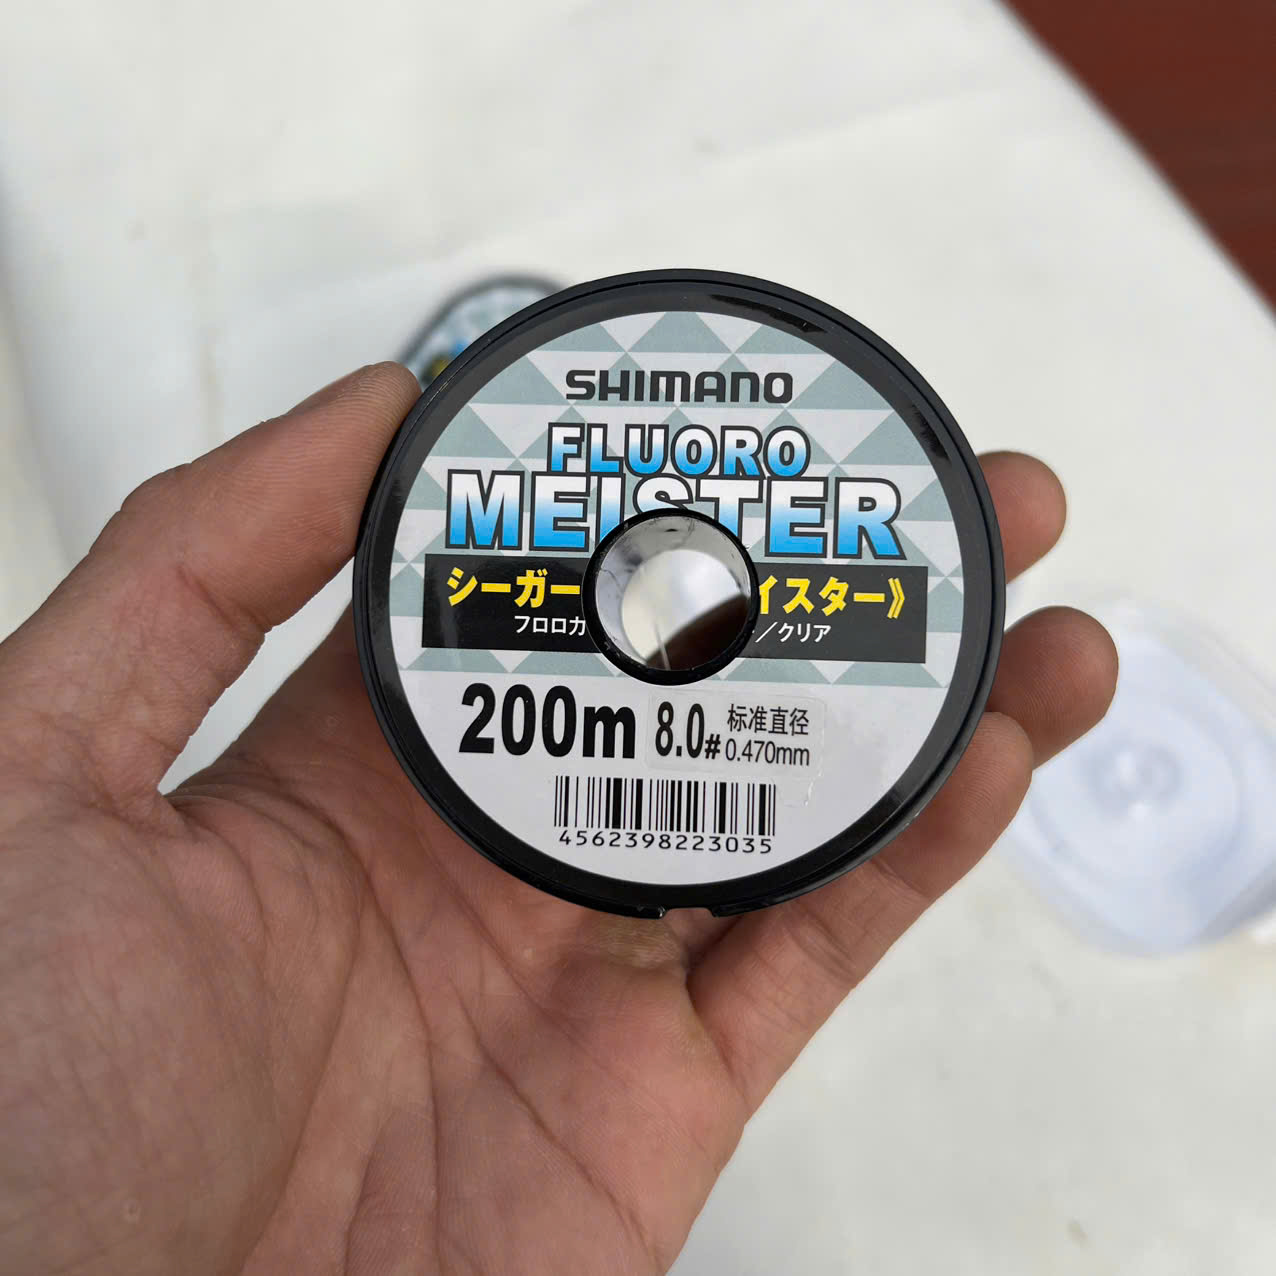 SHIMANO
FLUORO
MEISTER
シーガー イスター》
フロロカ ／クリア
200m 8.0# 标准直径
0.470mm
4562398223035